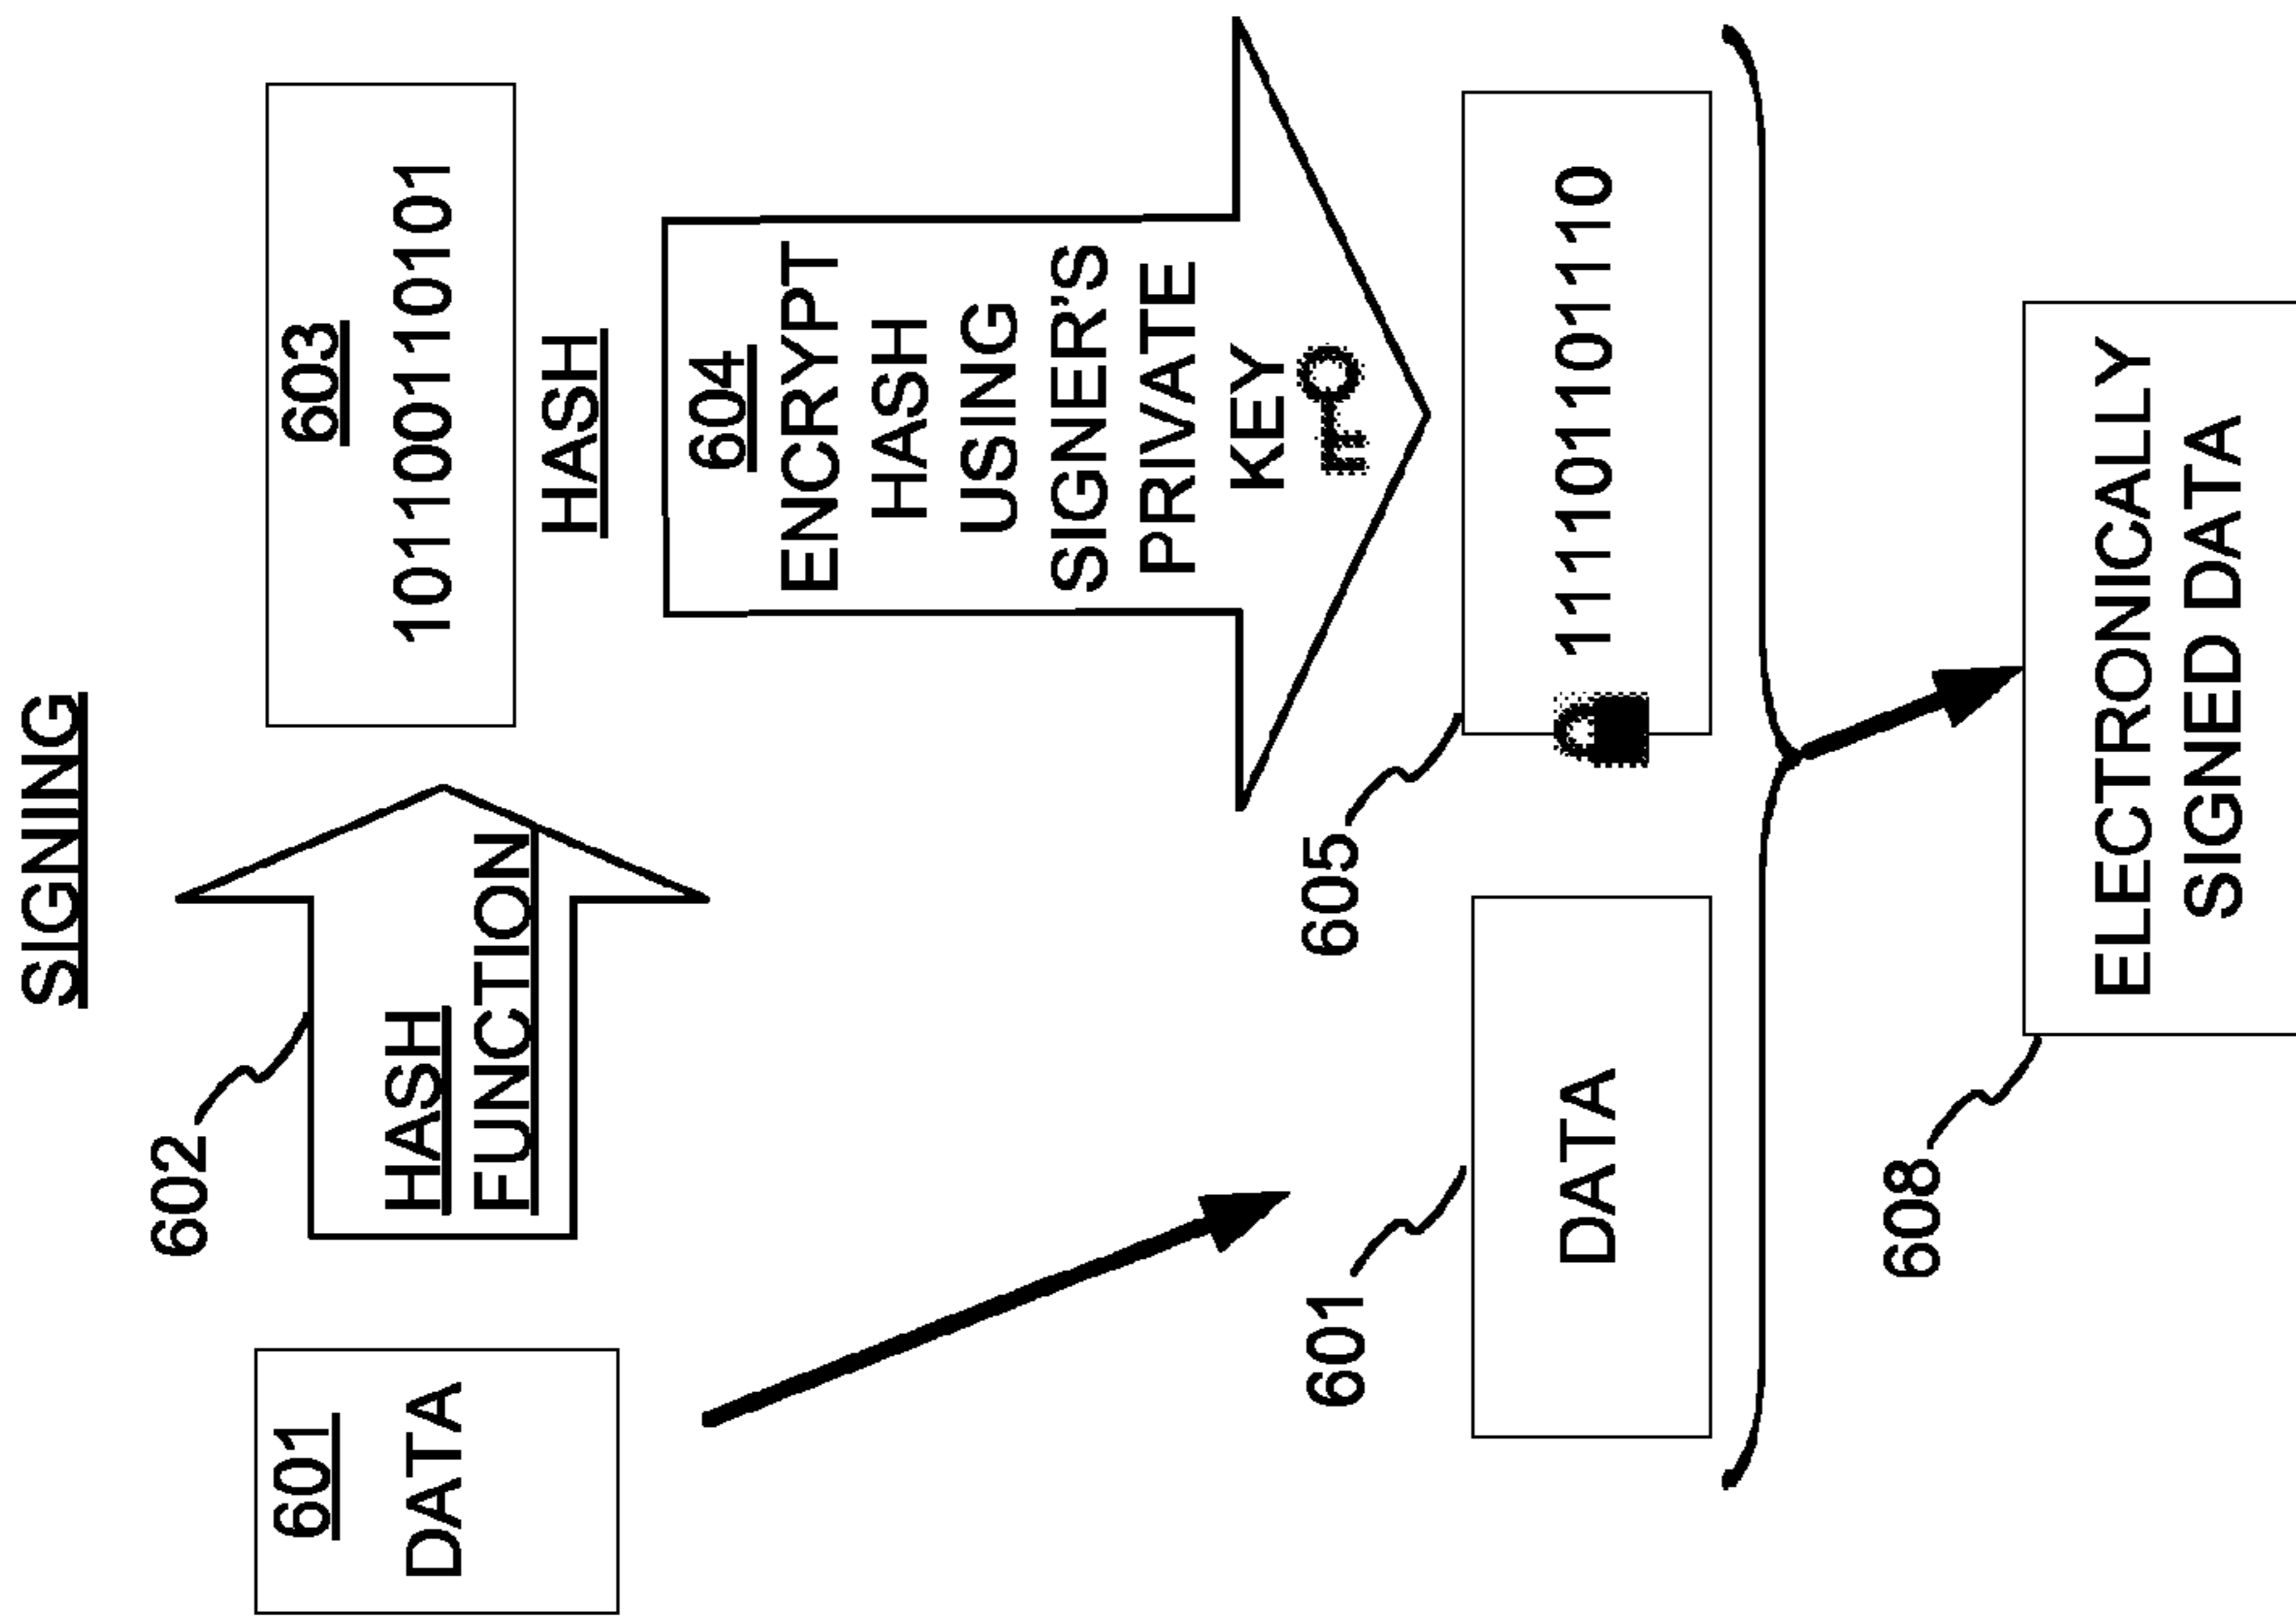 SIGNING
601
DATA
602
HASH
FUNCTION
603
101100110101
HASH
604
ENCRYPT
HASH
USING
SIGNER'S
PRIVATE
KEY
601
DATA
605
111101101110
608
ELECTRONICALLY
SIGNED DATA